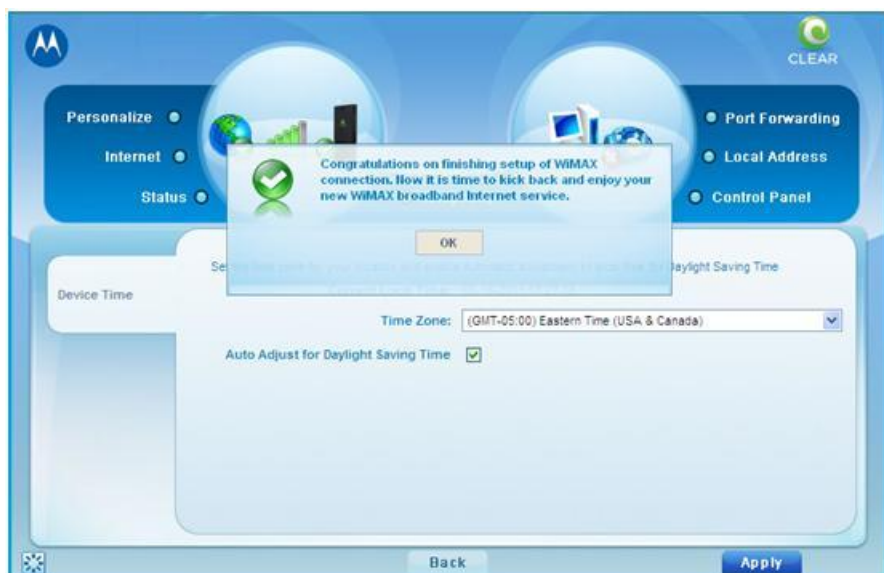 CLEAR
Personalize
Internet
Status
Port Forwarding
Local Address
Control Panel
Congratulations on finishing setup of WiMAX
connection. Now it is time to kick back and enjoy your
new WiMAX broadband Internet service.
OK
Daylight Saving Time
Device Time
Time Zone: (GMT-05:00) Eastern Time (USA & Canada)
Auto Adjust for Daylight Saving Time
Back
Apply